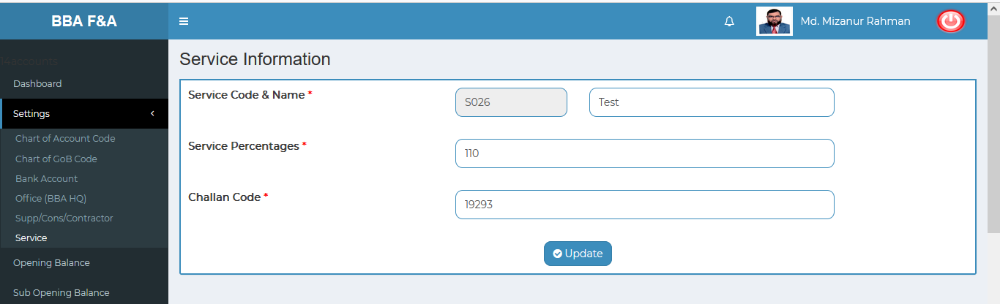 BBA F&A
Md. Mizanur Rahman
14accounts
Dashboard
Settings
Chart of Account Code
Chart of GoB Code
Bank Account
Office (BBA HQ)
Supp/Cons/Contractor
Service
Opening Balance
Sub Opening Balance
Service Information
Service Code & Name *
S026
Test
Service Percentages *
110
Challan Code *
19293
Update